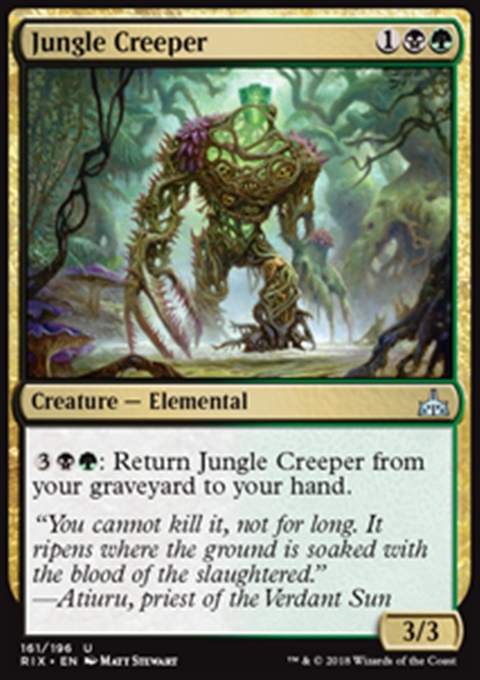 Jungle Creeper 1
Creature — Elemental
3: Return Jungle Creeper from
your graveyard to your hand.
“You cannot kill it, not for long. It
ripens where the ground is soaked with
the blood of the slaughtered.”
—Atiuru, priest of the Verdant Sun
3/3
161/196 U
RIX • EN Matt Stewart
™ & © 2018 Wizards of the Coast